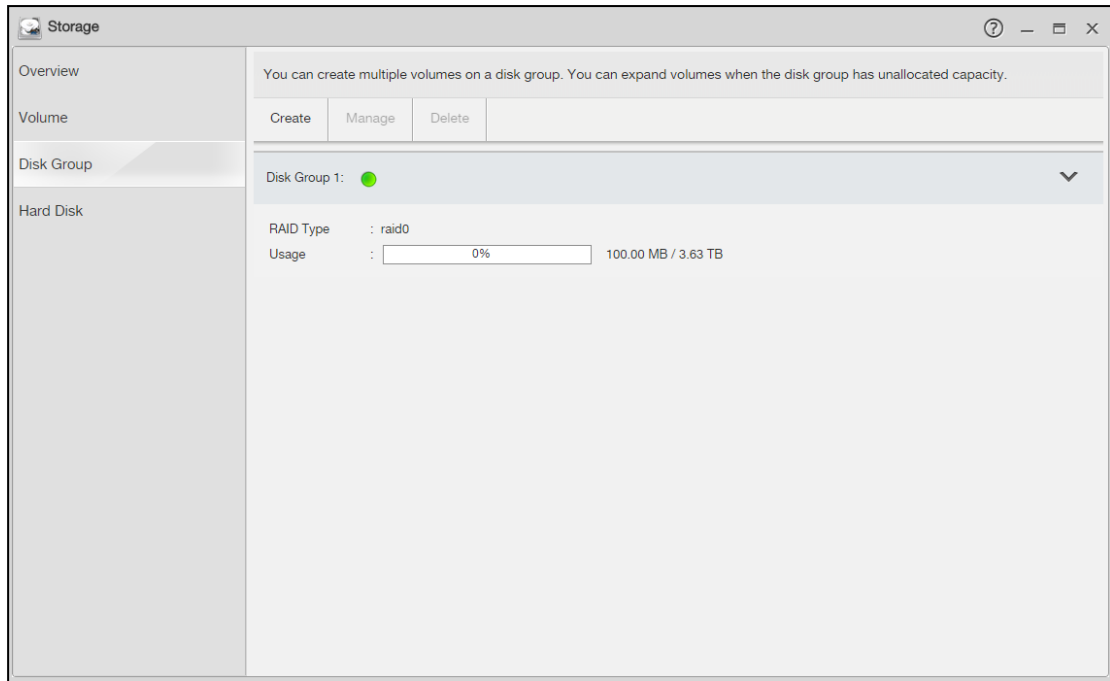 Storage
Overview
Volume
Disk Group
Hard Disk
You can create multiple volumes on a disk group. You can expand volumes when the disk group has unallocated capacity.
Create Manage Delete
Disk Group 1:
RAID Type : raid0
Usage : 0% 100.00 MB / 3.63 TB